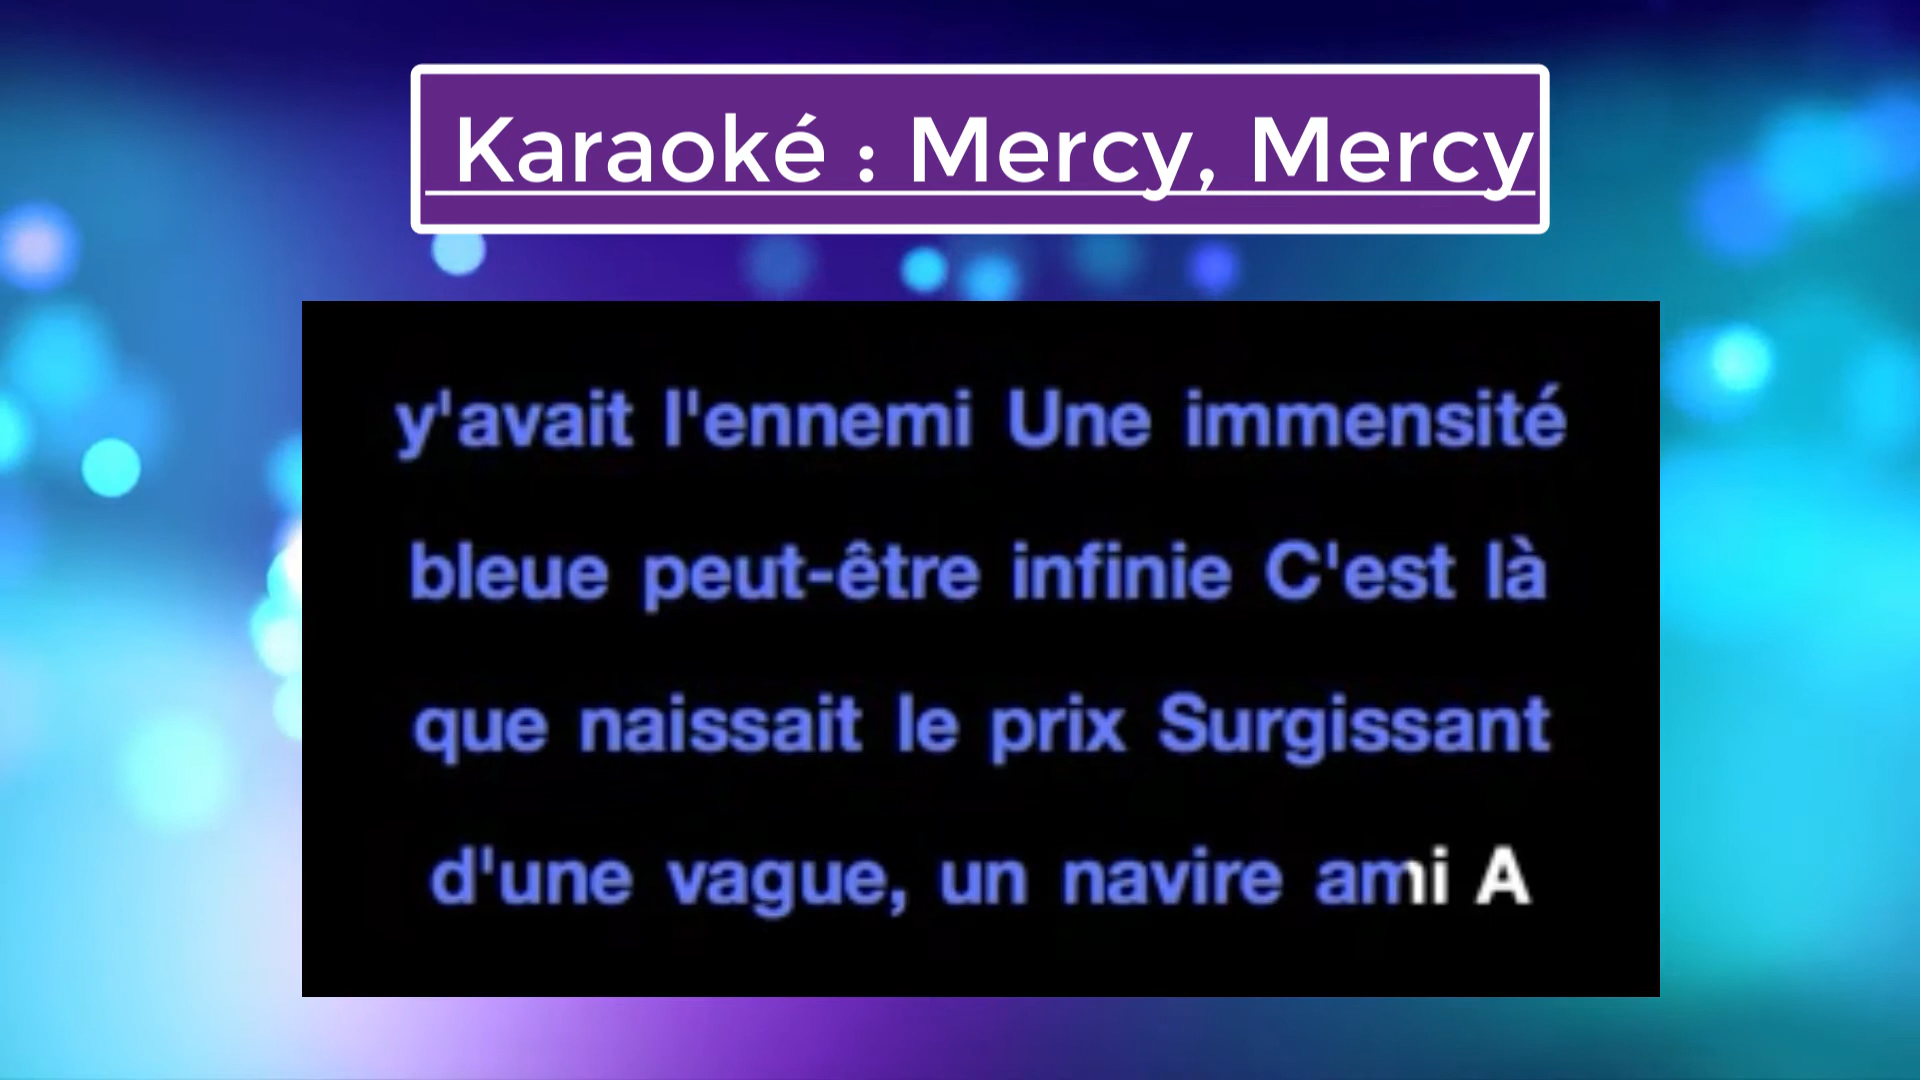 Karaoké : Mercy, Mercy
y'avait l'ennemi Une immensité
bleue peut-être infinie C'est là
que naissait le prix Surgissant
d'une vague, un navire ami A